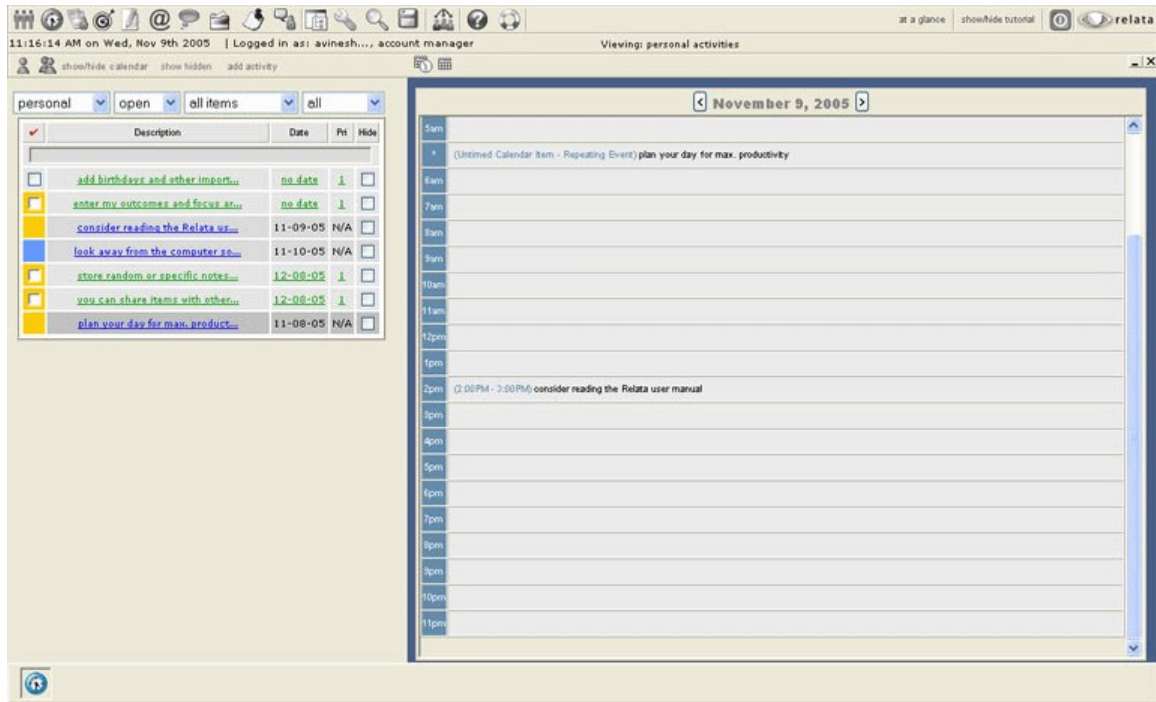 at a glance show/hide tutorial relata
11:16:14 AM on Wed, Nov 9th 2005 | Logged in as: avinesh..., account manager Viewing: personal activities
show/hide calendar show hidden add activity
personal open all items all
Description Date Pri Hide
add birthdays and other import... no date 1
enter my outcomes and focus ar... no date 1
consider reading the Relata us... 11-09-05 N/A
look away from the computer sc... 11-10-05 N/A
store random or specific notes... 12-08-05 1
you can share items with other... 12-08-05 1
plan your day for max. product... 11-08-05 N/A
November 9, 2005
5am
* (Untimed Calendar Item - Repeating Event) plan your day for max. productivity
6am
7am
8am
9am
10am
11am
12pm
1pm
2pm (2:00PM - 3:00PM) consider reading the Relata user manual
3pm
4pm
5pm
6pm
7pm
8pm
9pm
10pm
11pm